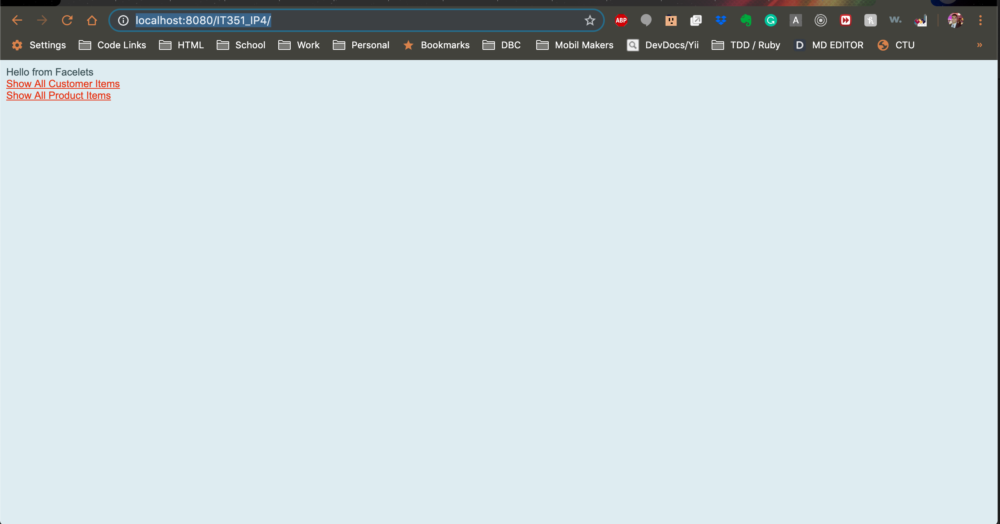 localhost:8080/IT351_IP4/
ABP G A h w.
Settings Code Links HTML School Work Personal Bookmarks DBC Mobil Makers DevDocs/Yii TDD / Ruby D MD EDITOR CTU »
Hello from Facelets
Show All Customer Items
Show All Product Items